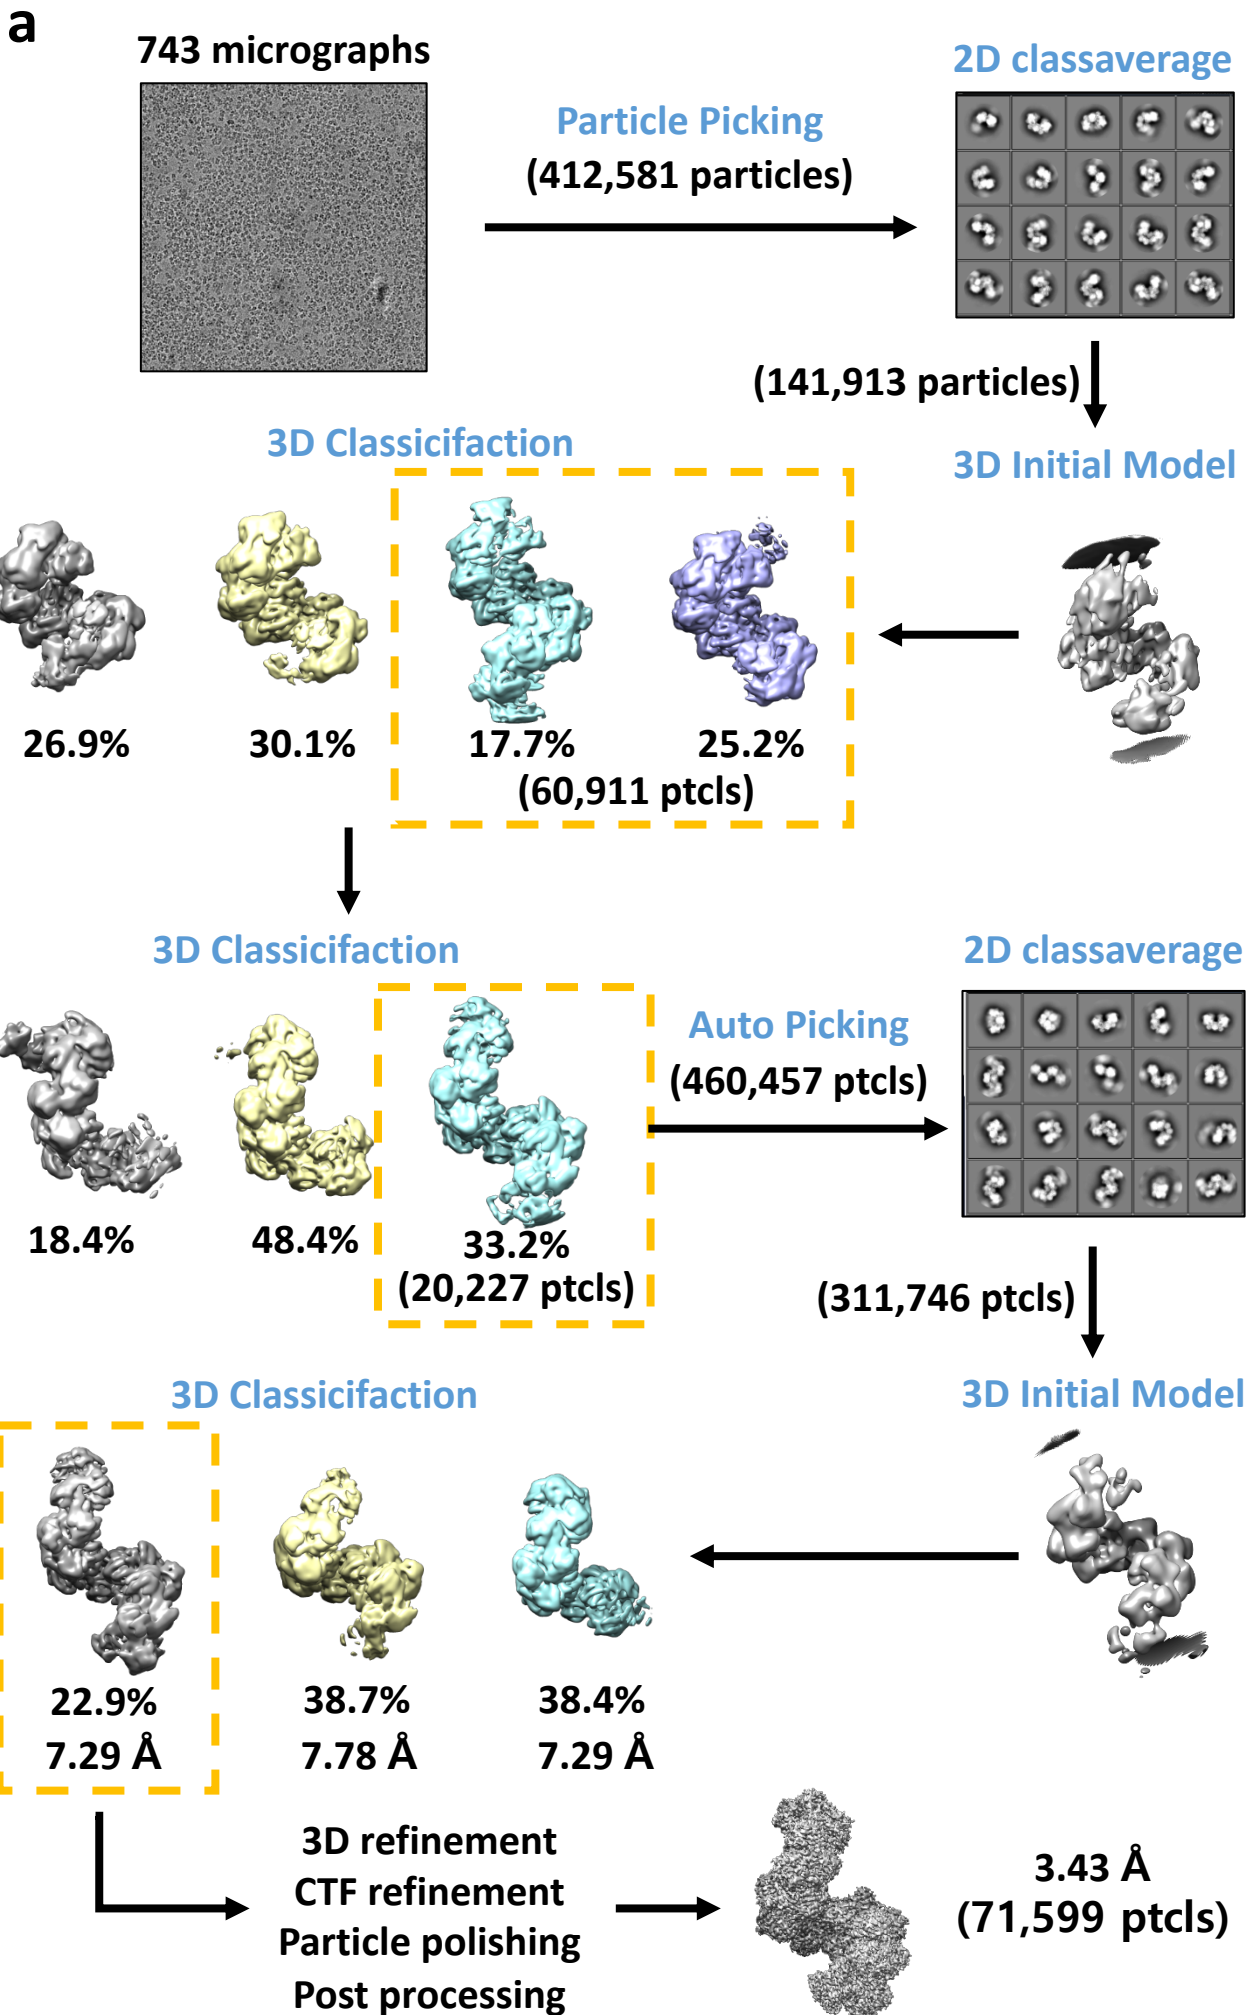 a
743 micrographs
Particle Picking
(412,581 particles)
2D classaverage
(141,913 particles)
3D Initial Model
3D Classicifaction
26.9%
30.1%
17.7%
25.2%
(60,911 ptcls)
3D Classicifaction
18.4%
48.4%
33.2%
(20,227 ptcls)
Auto Picking
(460,457 ptcls)
2D classaverage
(311,746 ptcls)
3D Initial Model
3D Classicifaction
22.9%
7.29 Å
38.7%
7.78 Å
38.4%
7.29 Å
3D refinement
CTF refinement
Particle polishing
Post processing
3.43 Å
(71,599 ptcls)